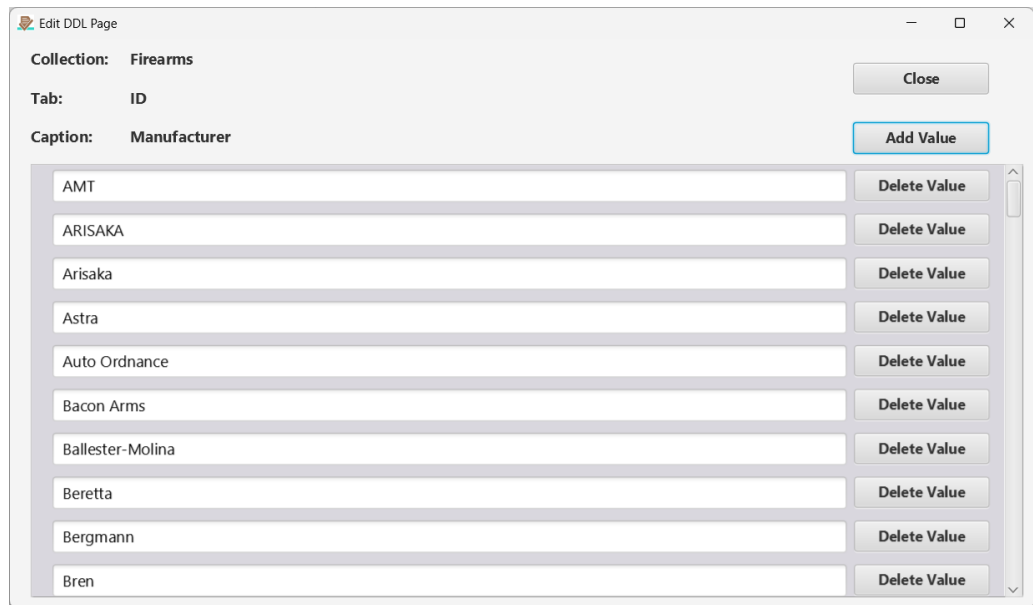 Edit DDL Page
Collection: Firearms
Close
Tab: ID
Caption: Manufacturer
Add Value
AMT Delete Value
ARISAKA Delete Value
Arisaka Delete Value
Astra Delete Value
Auto Ordnance Delete Value
Bacon Arms Delete Value
Ballester-Molina Delete Value
Beretta Delete Value
Bergmann Delete Value
Bren Delete Value